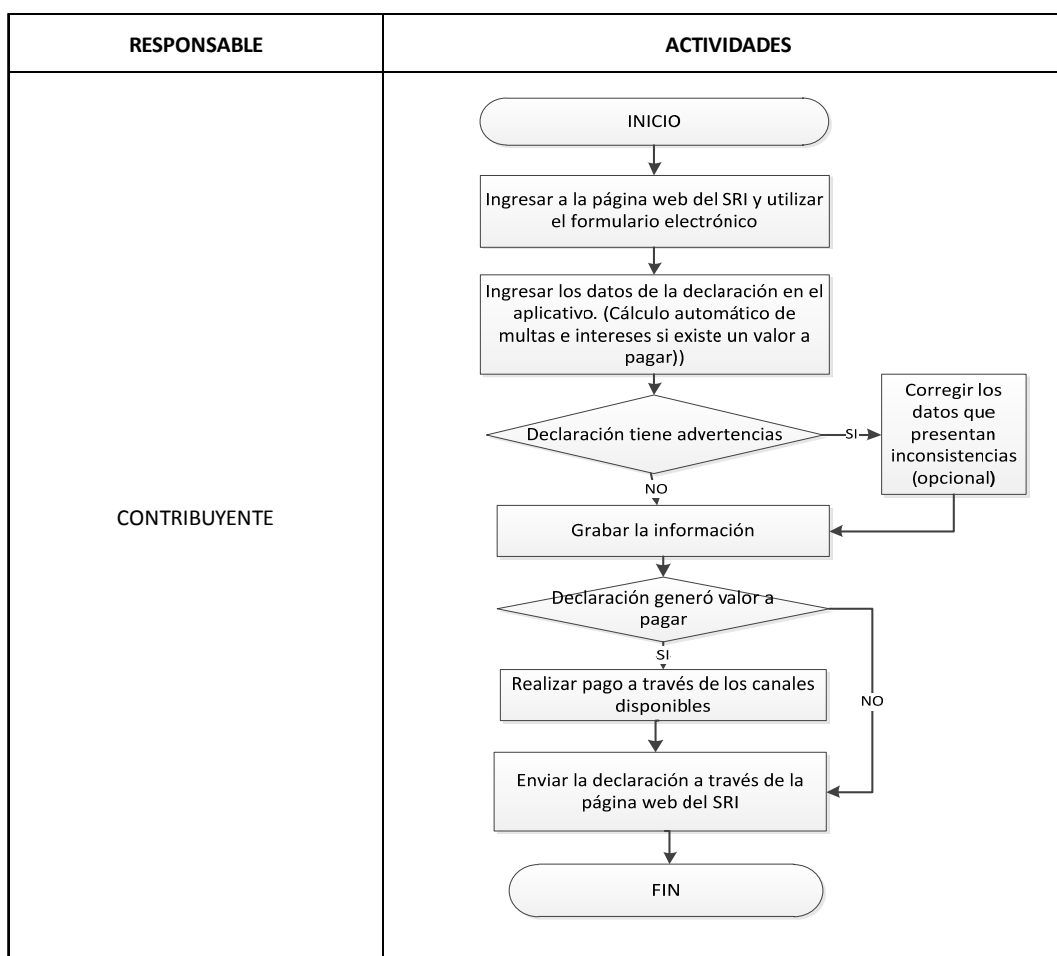 RESPONSABLE
ACTIVIDADES
CONTRIBUYENTE
INICIO
Ingresar a la página web del SRI y utilizar
el formulario electrónico
Ingresar los datos de la declaración en el
aplicativo. (Cálculo automático de
multas e intereses si existe un valor a
pagar))
Declaración tiene advertencias
SI
Corregir los
datos que
presentan
inconsistencias
(opcional)
NO
Grabar la información
Declaración generó valor a
pagar
SI
NO
Realizar pago a través de los canales
disponibles
Enviar la declaración a través de la
página web del SRI
FIN